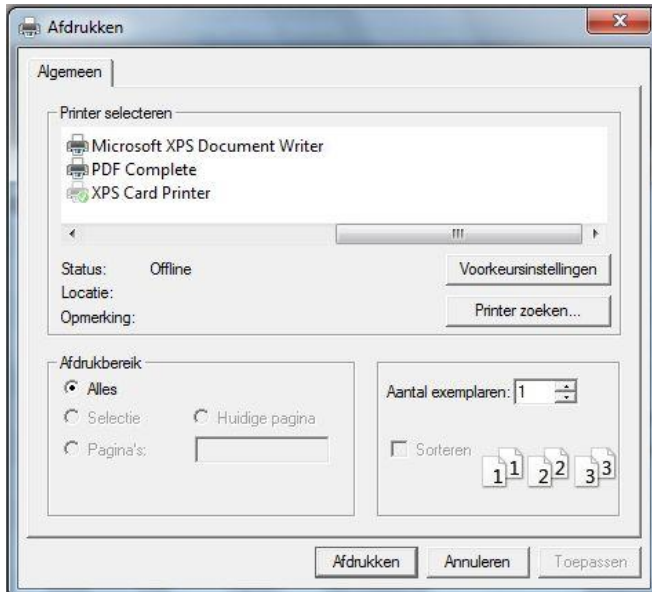 Afdrukken
Algemeen
Printer selecteren
Microsoft XPS Document Writer
PDF Complete
XPS Card Printer
Status: Offline
Voorkeursinstellingen
Locatie:
Opmerking:
Printer zoeken...
Afdrukbereik
Alles
Selectie Huidige pagina
Pagina's:
Aantal exemplaren: 1
Sorteren
1 1 2 2 3 3
Afdrukken Annuleren Toepassen